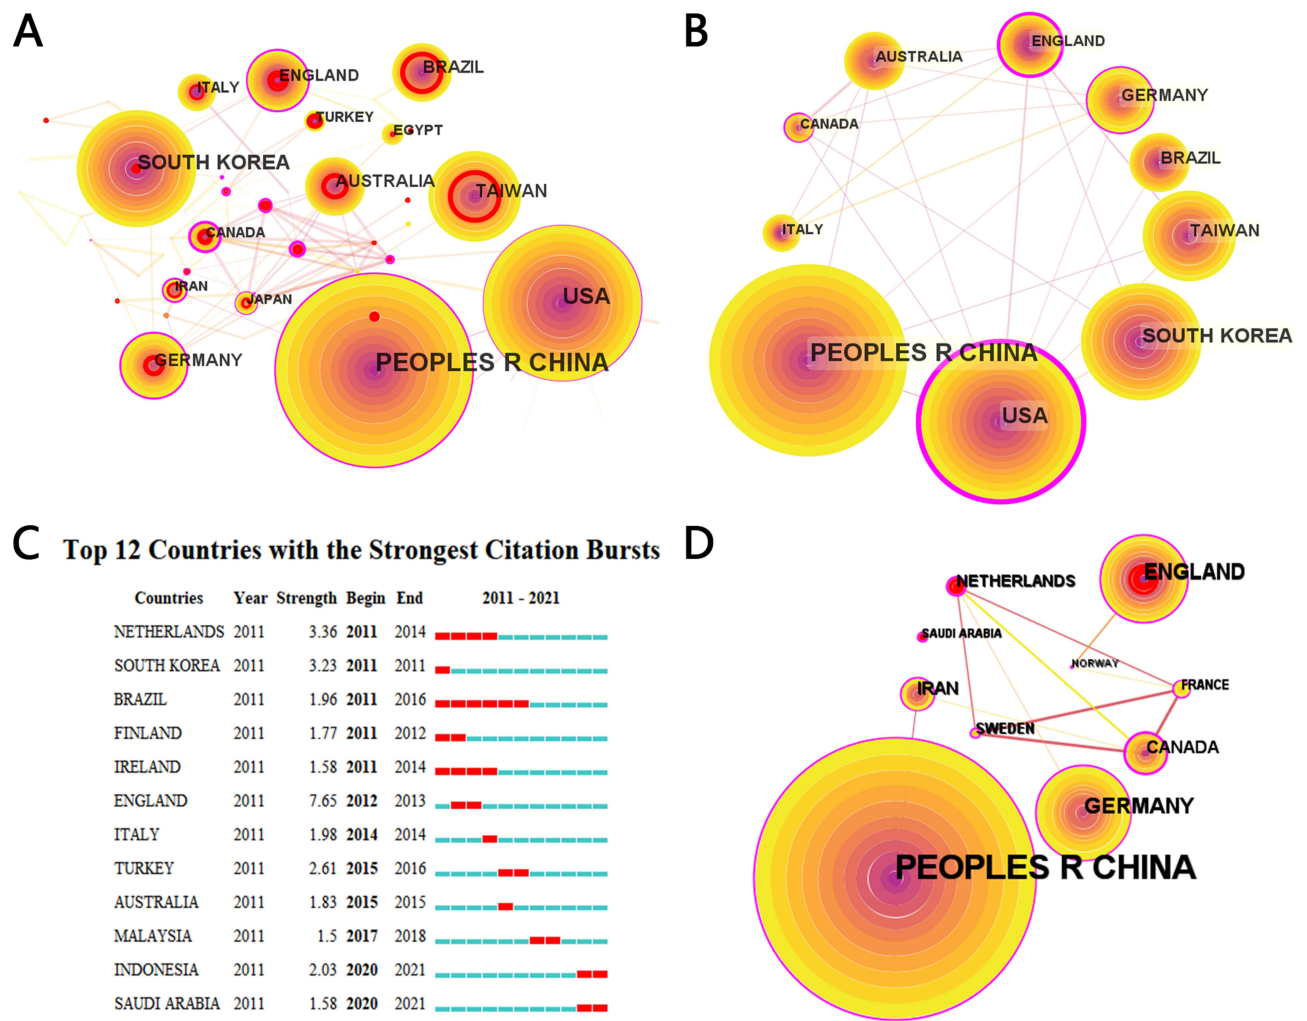 A
ITALY
ENGLAND
BRAZIL
TURKEY
EGYPT
SOUTH KOREA
AUSTRALIA
TAIWAN
CANADA
IRAN
JAPAN
USA
GERMANY
PEOPLES R CHINA
B
AUSTRALIA
ENGLAND
GERMANY
CANADA
BRAZIL
ITALY
TAIWAN
SOUTH KOREA
PEOPLES R CHINA
USA
C
Top 12 Countries with the Strongest Citation Bursts
Countries Year Strength Begin End 2011 - 2021
NETHERLANDS 2011 3.36 2011 2014
SOUTH KOREA 2011 3.23 2011 2011
BRAZIL 2011 1.96 2011 2016
FINLAND 2011 1.77 2011 2012
IRELAND 2011 1.58 2011 2014
ENGLAND 2011 7.65 2012 2013
ITALY 2011 1.98 2014 2014
TURKEY 2011 2.61 2015 2016
AUSTRALIA 2011 1.83 2015 2015
MALAYSIA 2011 1.5 2017 2018
INDONESIA 2011 2.03 2020 2021
SAUDI ARABIA 2011 1.58 2020 2021
D
NETHERLANDS
ENGLAND
SAUDI ARABIA
NORWAY
IRAN
FRANCE
SWEDEN
CANADA
GERMANY
PEOPLES R CHINA